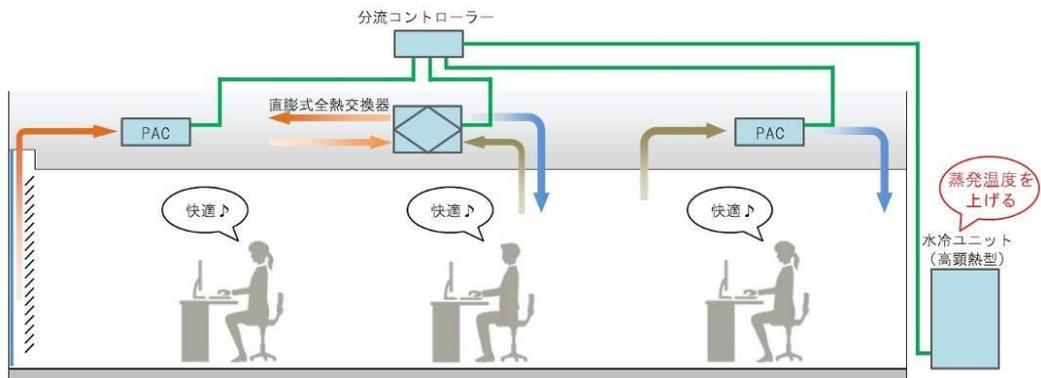 分流コントローラー
直膨式全熱交換器
PAC
PAC
快適♪
快適♪
快適♪
蒸発温度を
上げる
水冷ユニット
（高顕熱型）